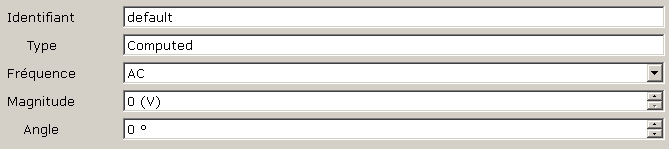 Identifiant default
Type Computed
Fréquence AC
Magnitude 0 (V)
Angle 0 º